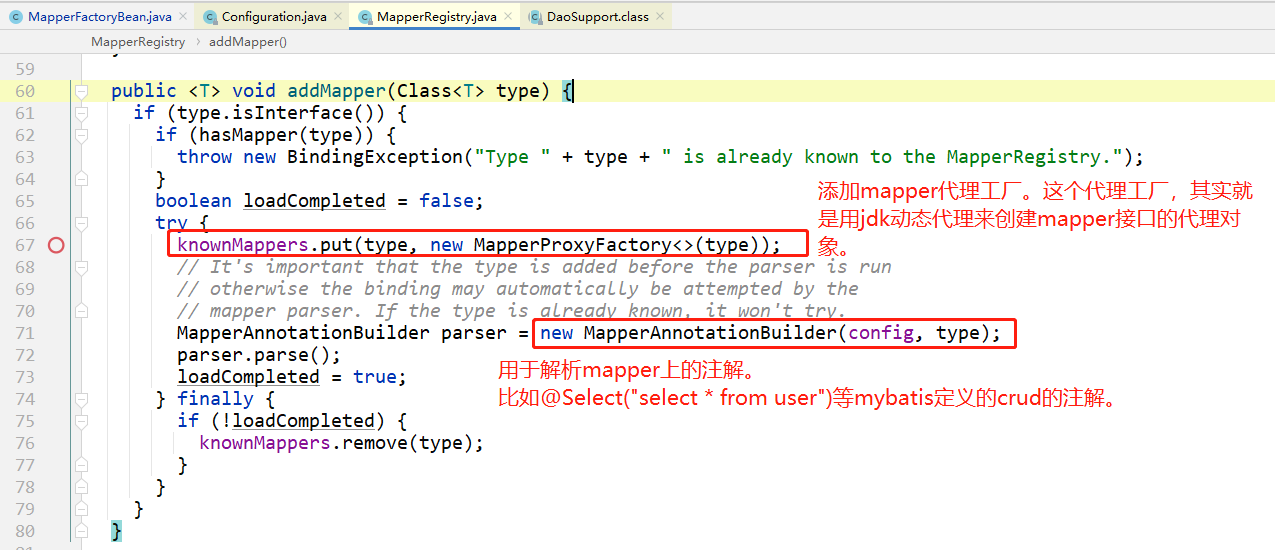 MapperFactoryBean.java Configuration.java MapperRegistry.java DaoSupport.class
MapperRegistry addMapper()
59
60 public <T> void addMapper(Class<T> type) {
61 if (type.isInterface()) {
62 if (hasMapper(type)) {
63 throw new BindingException("Type " + type + " is already known to the MapperRegistry.");
64 }
65 boolean loadCompleted = false;
添加mapper代理工厂。这个代理工厂，其实就
66 try {
是用jdk动态代理来创建mapper接口的代理对
67 knownMappers.put(type, new MapperProxyFactory<>(type));
象。
68 // It's important that the type is added before the parser is run
69 // otherwise the binding may automatically be attempted by the
70 // mapper parser. If the type is already known, it won't try.
71 MapperAnnotationBuilder parser = new MapperAnnotationBuilder(config, type);
72 parser.parse();
用于解析mapper上的注解。
73 loadCompleted = true;
比如@Select("select * from user")等mybatis定义的crud的注解。
74 } finally {
75 if (!loadCompleted) {
76 knownMappers.remove(type);
77 }
78 }
79 }
80 }